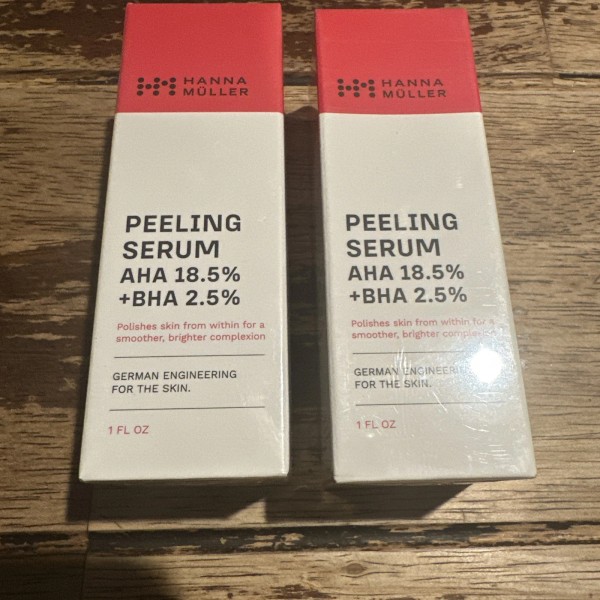 HANNA
MÜLLER
PEELING
SERUM
AHA 18.5%
+BHA 2.5%
Polishes skin from within for a
smoother, brighter complexion
GERMAN ENGINEERING
FOR THE SKIN.
1 FL OZ
HANNA
MÜLLER
PEELING
SERUM
AHA 18.5%
+BHA 2.5%
Polishes skin from within for a
smoother, brighter complexion
GERMAN ENGINEERING
FOR THE SKIN.
1 FL OZ